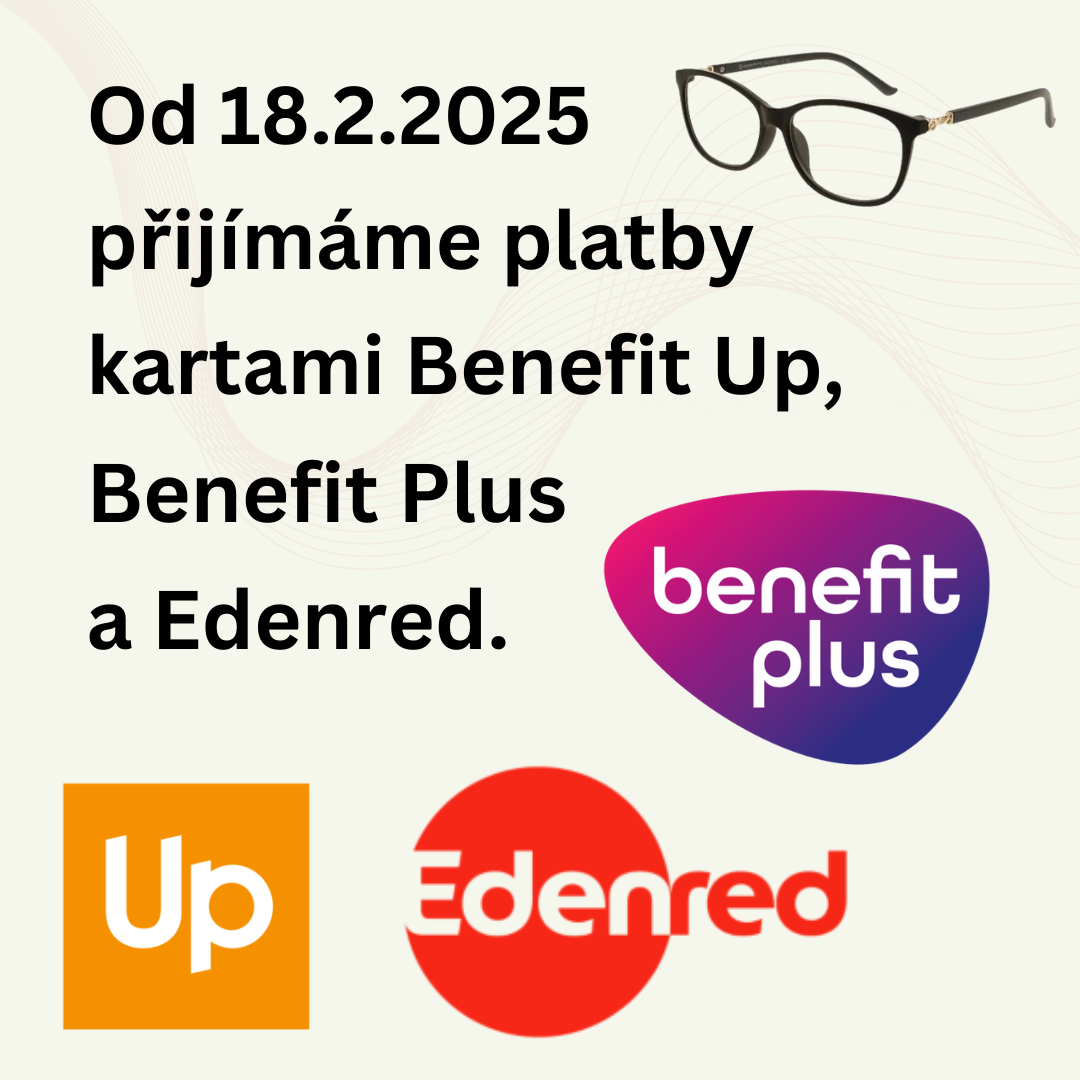 Od 18.2.2025
přijímáme platby
kartami Benefit Up,
Benefit Plus
a Edenred.
benefit
plus
Up
Edenred